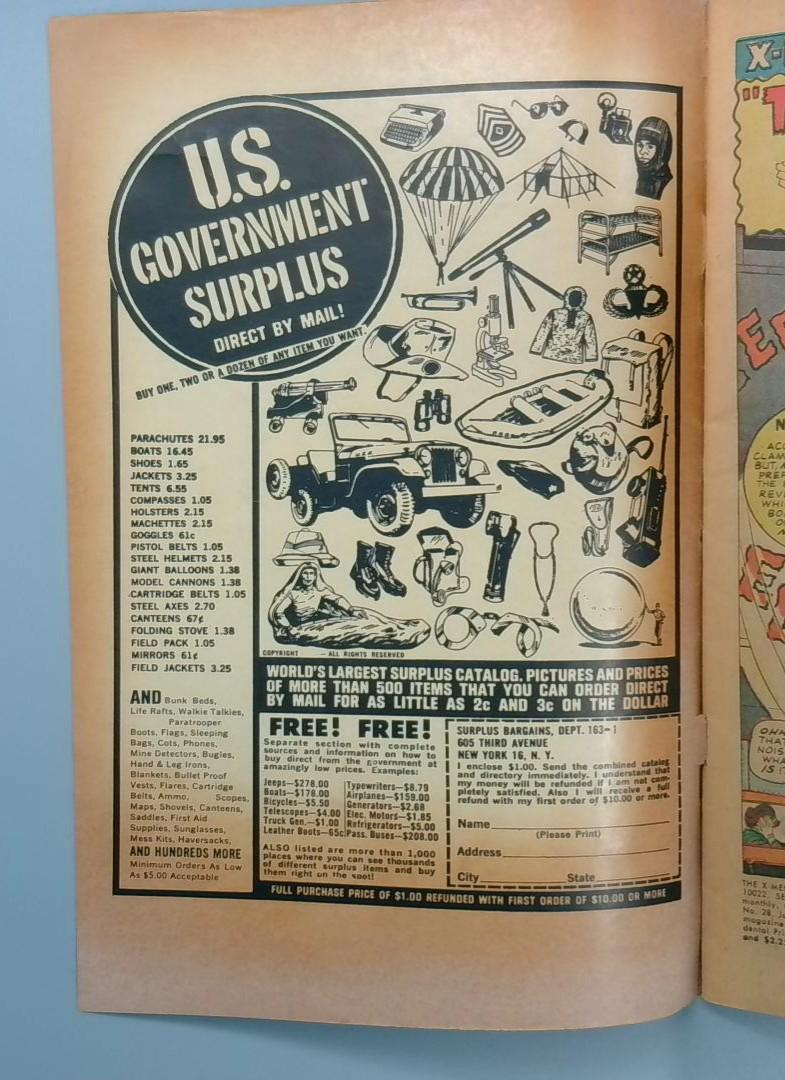 U.S.
GOVERNMENT
SURPLUS
DIRECT BY MAIL!
BUY ONE, TWO OR A DOZEN OF ANY ITEM YOU WANT.
PARACHUTES 21.95
BOATS 16.45
SHOES 1.65
JACKETS 3.25
TENTS 6.55
COMPASSES 1.05
HOLSTERS 2.15
MACHETTES 2.15
GOGGLES 61c
PISTOL BELTS 1.05
STEEL HELMETS 2.15
GIANT BALLOONS 1.38
MODEL CANNONS 1.38
CARTRIDGE BELTS 1.05
STEEL AXES 2.70
CANTEENS 67¢
FOLDING STOVE 1.38
FIELD PACK 1.05
MIRRORS 61¢
FIELD JACKETS 3.25
AND Bunk Beds,
Life Rafts, Walkie Talkies,
Paratrooper
Boots, Flags, Sleeping
Bags, Cots, Phones,
Mine Detectors, Bugles,
Hand & Leg Irons,
Blankets, Bullet Proof
Vests, Flares, Cartridge
Belts, Ammo, Scopes,
Maps, Shovels, Canteens,
Saddles, First Aid
Supplies, Sunglasses,
Mess Kits, Haversacks,
AND HUNDREDS MORE
Minimum Orders As Low
As $5.00 Acceptable
COPYRIGHT — ALL RIGHTS RESERVED
WORLD'S LARGEST SURPLUS CATALOG, PICTURES AND PRICES
OF MORE THAN 500 ITEMS THAT YOU CAN ORDER DIRECT
BY MAIL FOR AS LITTLE AS 2c AND 3c ON THE DOLLAR
FREE! FREE!
Separate section with complete
sources and information on how to
buy direct from the government at
amazingly low prices. Examples:
Jeeps—$278.00
Boats—$178.00
Bicycles—$5.50
Telescopes—$4.00
Truck Gen.—$1.00
Leather Boots—65c
Typewriters—$8.79
Airplanes—$159.00
Generators—$2.68
Elec. Motors—$1.85
Refrigerators—$5.00
Pass. Buses—$208.00
ALSO listed are more than 1,000
places where you can see thousands
of different surplus items and buy
them right on the spot!
SURPLUS BARGAINS, DEPT. 163-1
605 THIRD AVENUE
NEW YORK 16, N. Y.
I enclose $1.00. Send the combined catalog
and directory immediately. I understand that
my money will be refunded if I am not com-
pletely satisfied. Also I will receive a full
refund with my first order of $10.00 or more.
Name
(Please Print)
Address
City State
FULL PURCHASE PRICE OF $1.00 REFUNDED WITH FIRST ORDER OF $10.00 OR MORE
THE X-ME
10022 SE
monthly,
No. 28, J
magazine
dental Pri
and $2.2